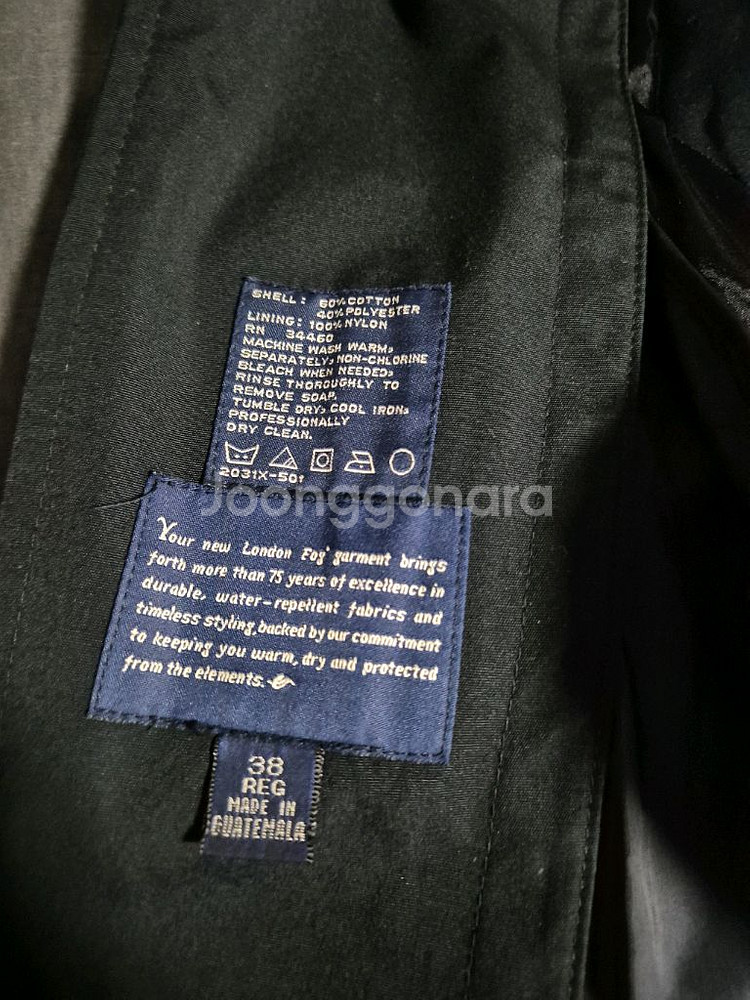 SHELL: 60% COTTON
40% POLYESTER
LINING: 100% NYLON
RN 34460
MACHINE WASH WARM,
SEPARATELY, NON-CHLORINE
BLEACH WHEN NEEDED,
RINSE THOROUGHLY TO
REMOVE SOAP,
TUMBLE DRY, COOL IRON,
PROFESSIONALLY
DRY CLEAN.
2031X-501
Joonggonara
Your new London Fog® garment brings
forth more than 75 years of excellence in
durable, water-repellent fabrics and
timeless styling, backed by our commitment
to keeping you warm, dry and protected
from the elements.
38
REG
MADE IN
GUATEMALA